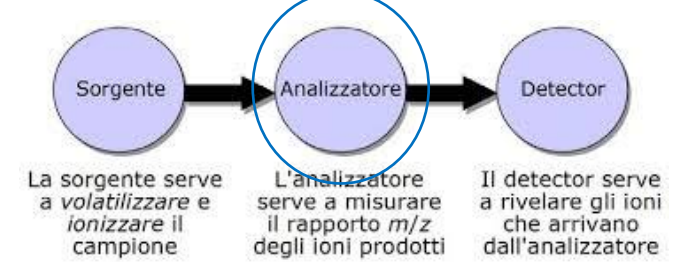 Sorgente
Analizzatore
Detector
La sorgente serve
a volatilizzare e
ionizzare il
campione
L'analizzatore
serve a misurare
il rapporto m/z
degli ioni prodotti
Il detector serve
a rivelare gli ioni
che arrivano
dall'analizzatore